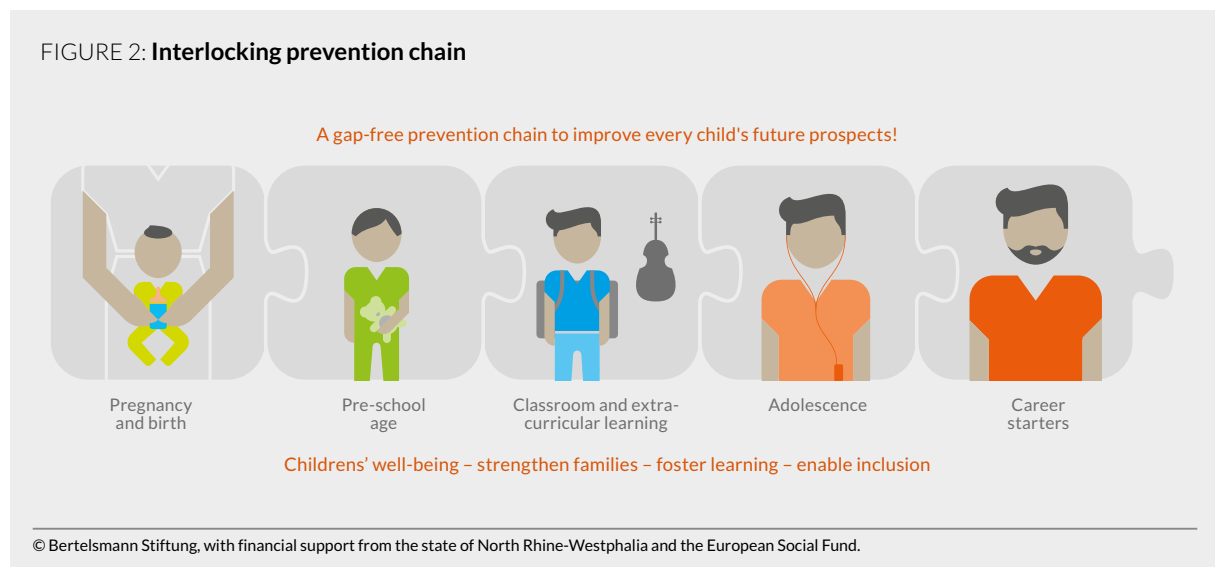 FIGURE 2: Interlocking prevention chain
A gap-free prevention chain to improve every child's future prospects!
Pregnancy
and birth
Pre-school
age
Classroom and extra-
curricular learning
Adolescence
Career
starters
Childrens’ well-being – strengthen families – foster learning – enable inclusion
© Bertelsmann Stiftung, with financial support from the state of North Rhine-Westphalia and the European Social Fund.